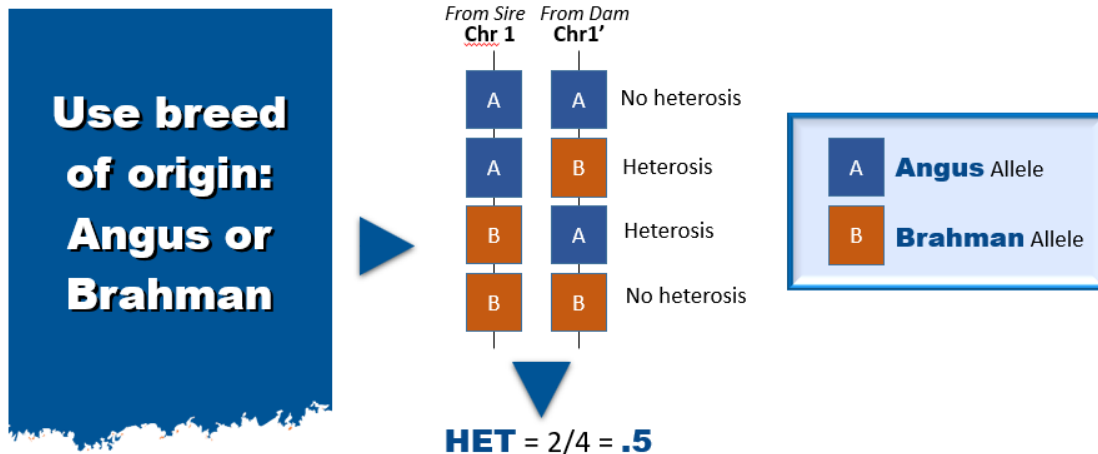 Use breed
of origin:
Angus or
Brahman
From Sire From Dam
Chr 1 Chr1’
A A No heterosis
A B Heterosis
B A Heterosis
B B No heterosis
A Angus Allele
B Brahman Allele
HET = 2/4 = .5